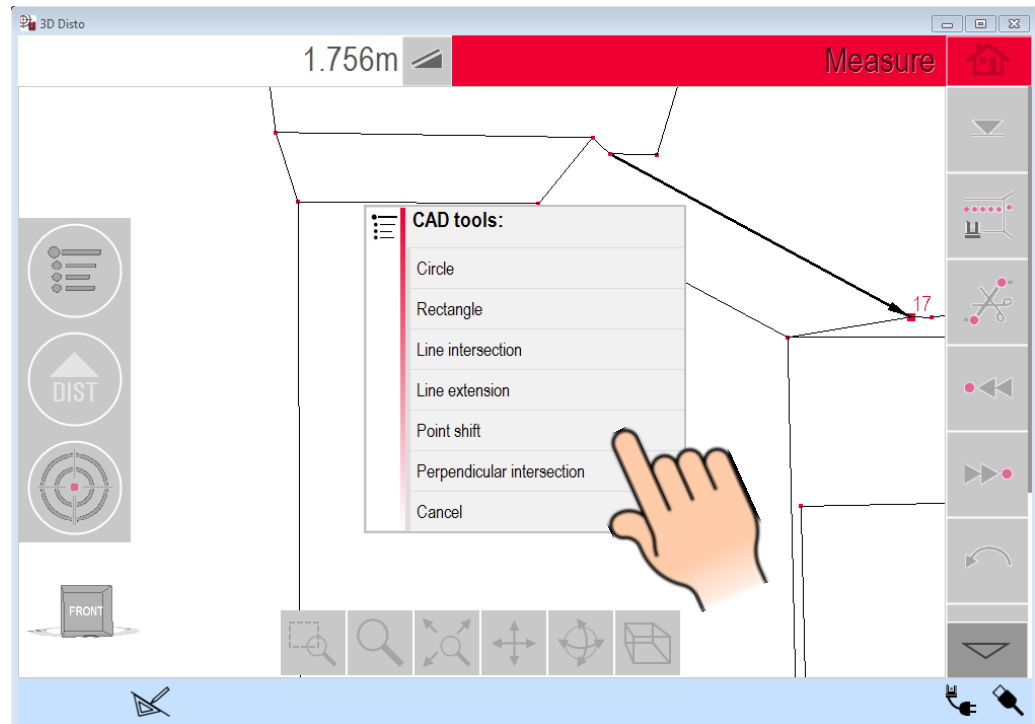 3D Disto
1.756m
Measure
CAD tools:
Circle
Rectangle
Line intersection
Line extension
Point shift
Perpendicular intersection
Cancel
17
DIST
FRONT